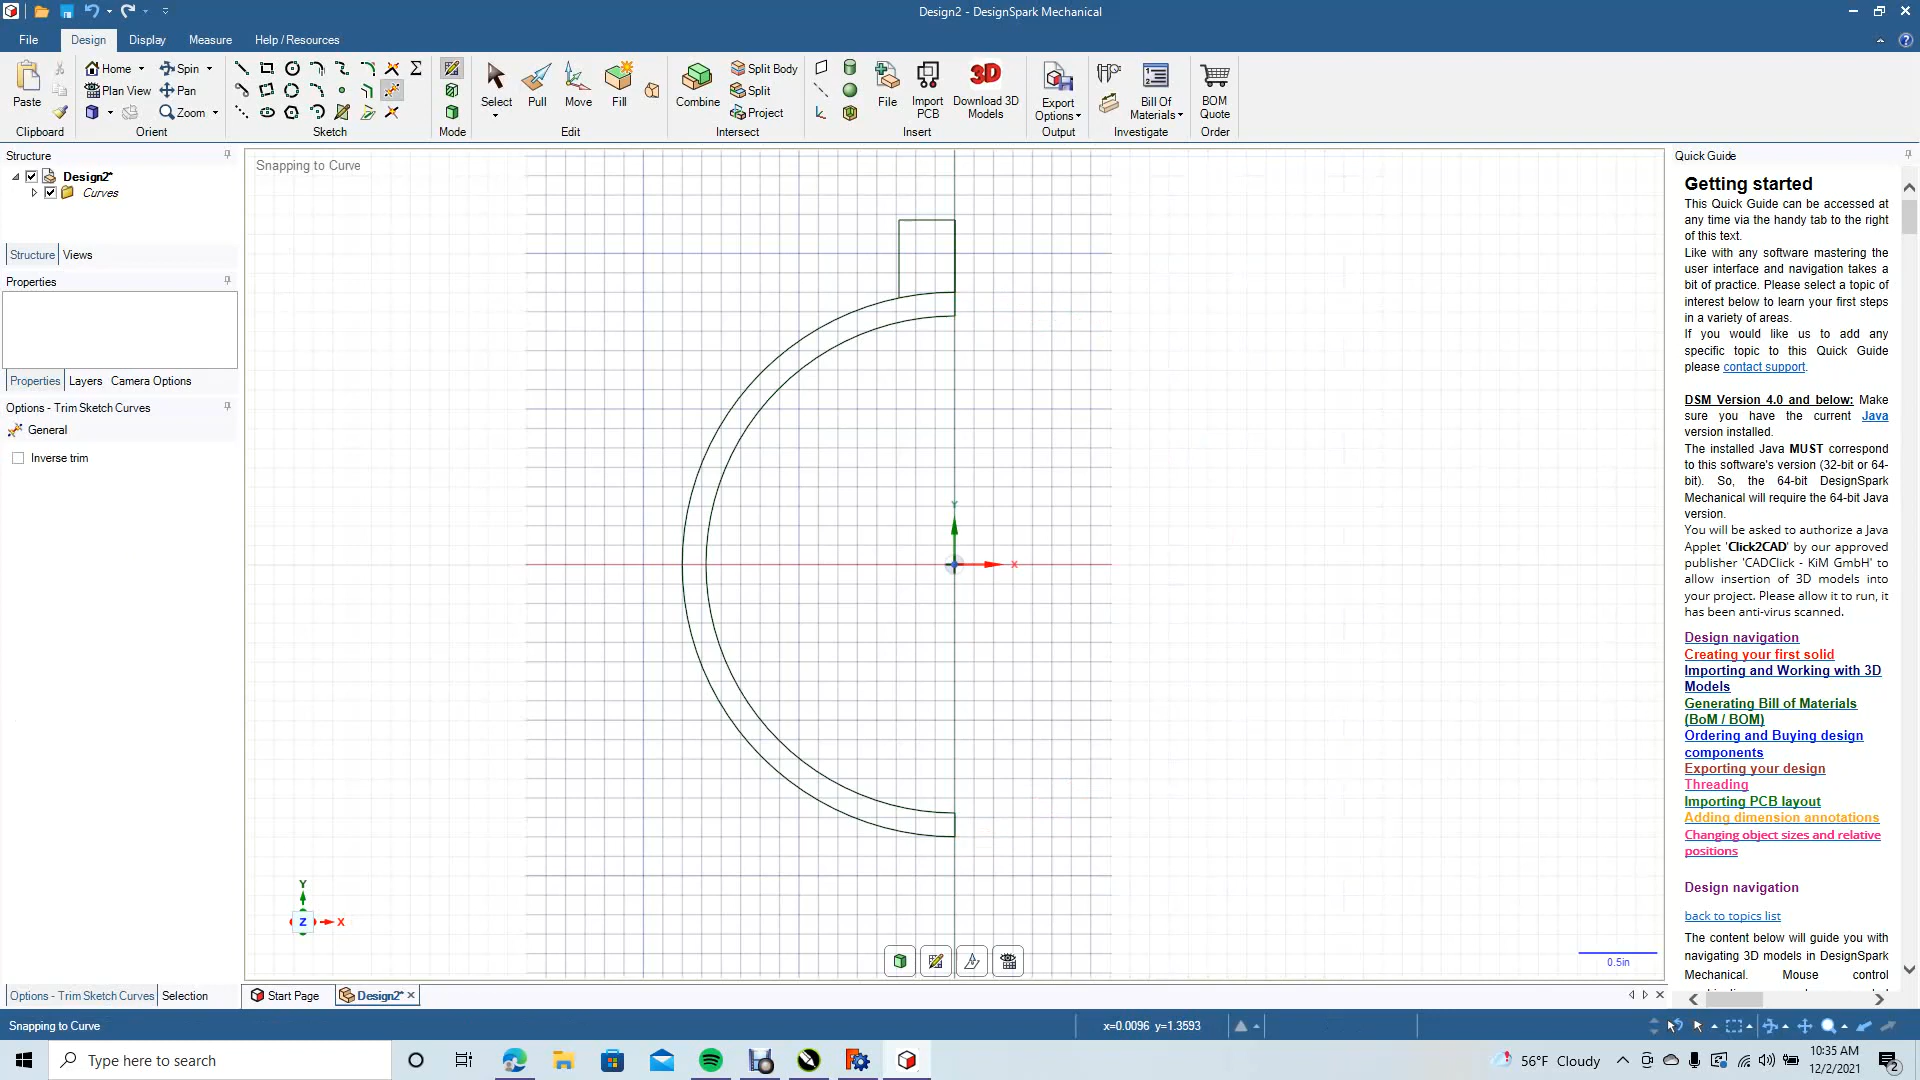 Design2 - DesignSpark Mechanical
File
Design
Display
Measure
Help / Resources
Paste
Clipboard
Home
Plan View
Spin
Pan
Zoom
Orient
Sketch
Mode
Select
Pull
Move
Fill
Edit
Combine
Split Body
Split
Project
Intersect
File
Import PCB
3D
Download 3D Models
Insert
Export Options
Output
Bill Of Materials
Investigate
BOM Quote
Order
Structure
Design2*
Curves
Structure
Views
Properties
Properties
Layers
Camera Options
Options - Trim Sketch Curves
General
Inverse trim
Options - Trim Sketch Curves
Selection
Snapping to Curve
Y
X
Y
Z
X
0.5in
Start Page
Design2*
Quick Guide
Getting started
This Quick Guide can be accessed at
any time via the handy tab to the right
of this text.
Like with any software mastering the
user interface and navigation takes a
bit of practice. Please select a topic of
interest below to learn your first steps
in a variety of areas.
If you would like us to add any
specific topic to this Quick Guide
please contact support.
DSM Version 4.0 and below: Make
sure you have the current Java
version installed.
The installed Java MUST correspond
to this software's version (32-bit or 64-
bit). So, the 64-bit DesignSpark
Mechanical will require the 64-bit Java
version.
You will be asked to authorize a Java
Applet 'Click2CAD' by our approved
publisher 'CADClick - KiM GmbH' to
allow insertion of 3D models into
your project. Please allow it to run, it
has been anti-virus scanned.
Design navigation
Creating your first solid
Importing and Working with 3D
Models
Generating Bill of Materials
(BoM / BOM)
Ordering and Buying design
components
Exporting your design
Threading
Importing PCB layout
Adding dimension annotations
Changing object sizes and relative
positions
Design navigation
back to topics list
The content below will guide you with
navigating 3D models in DesignSpark
Mechanical. Mouse control
Snapping to Curve
x=0.0096 y=1.3593
Type here to search
56°F Cloudy
10:35 AM
12/2/2021
2